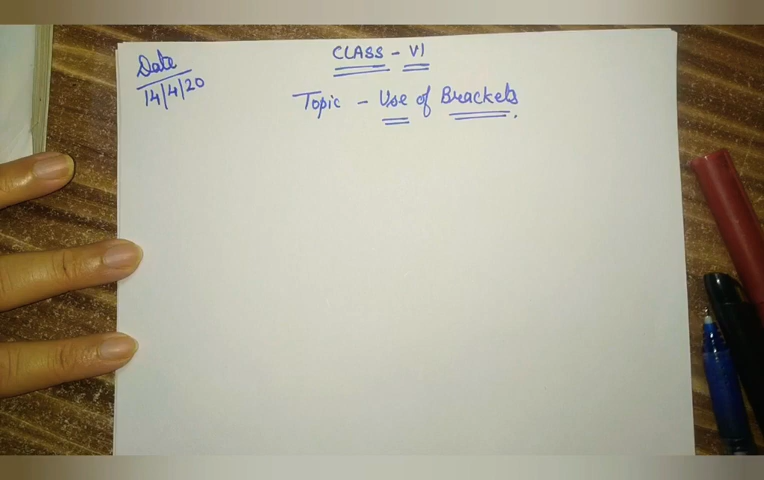 Date
14/4/20
CLASS - VI
Topic - Use of Brackets.